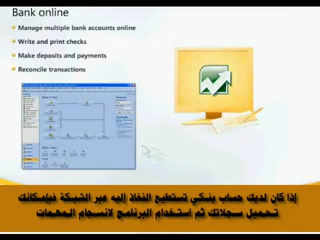 Bank online
Manage multiple bank accounts online
Write and print checks
Make deposits and payments
Reconcile transactions
إذا كان لديك حساب بنكي تستطيع النفاذ إليه عبر الشبكة فبإمكانك
تحميل سجلاتك ثم استخدام البرنامج لانسجام المهمات